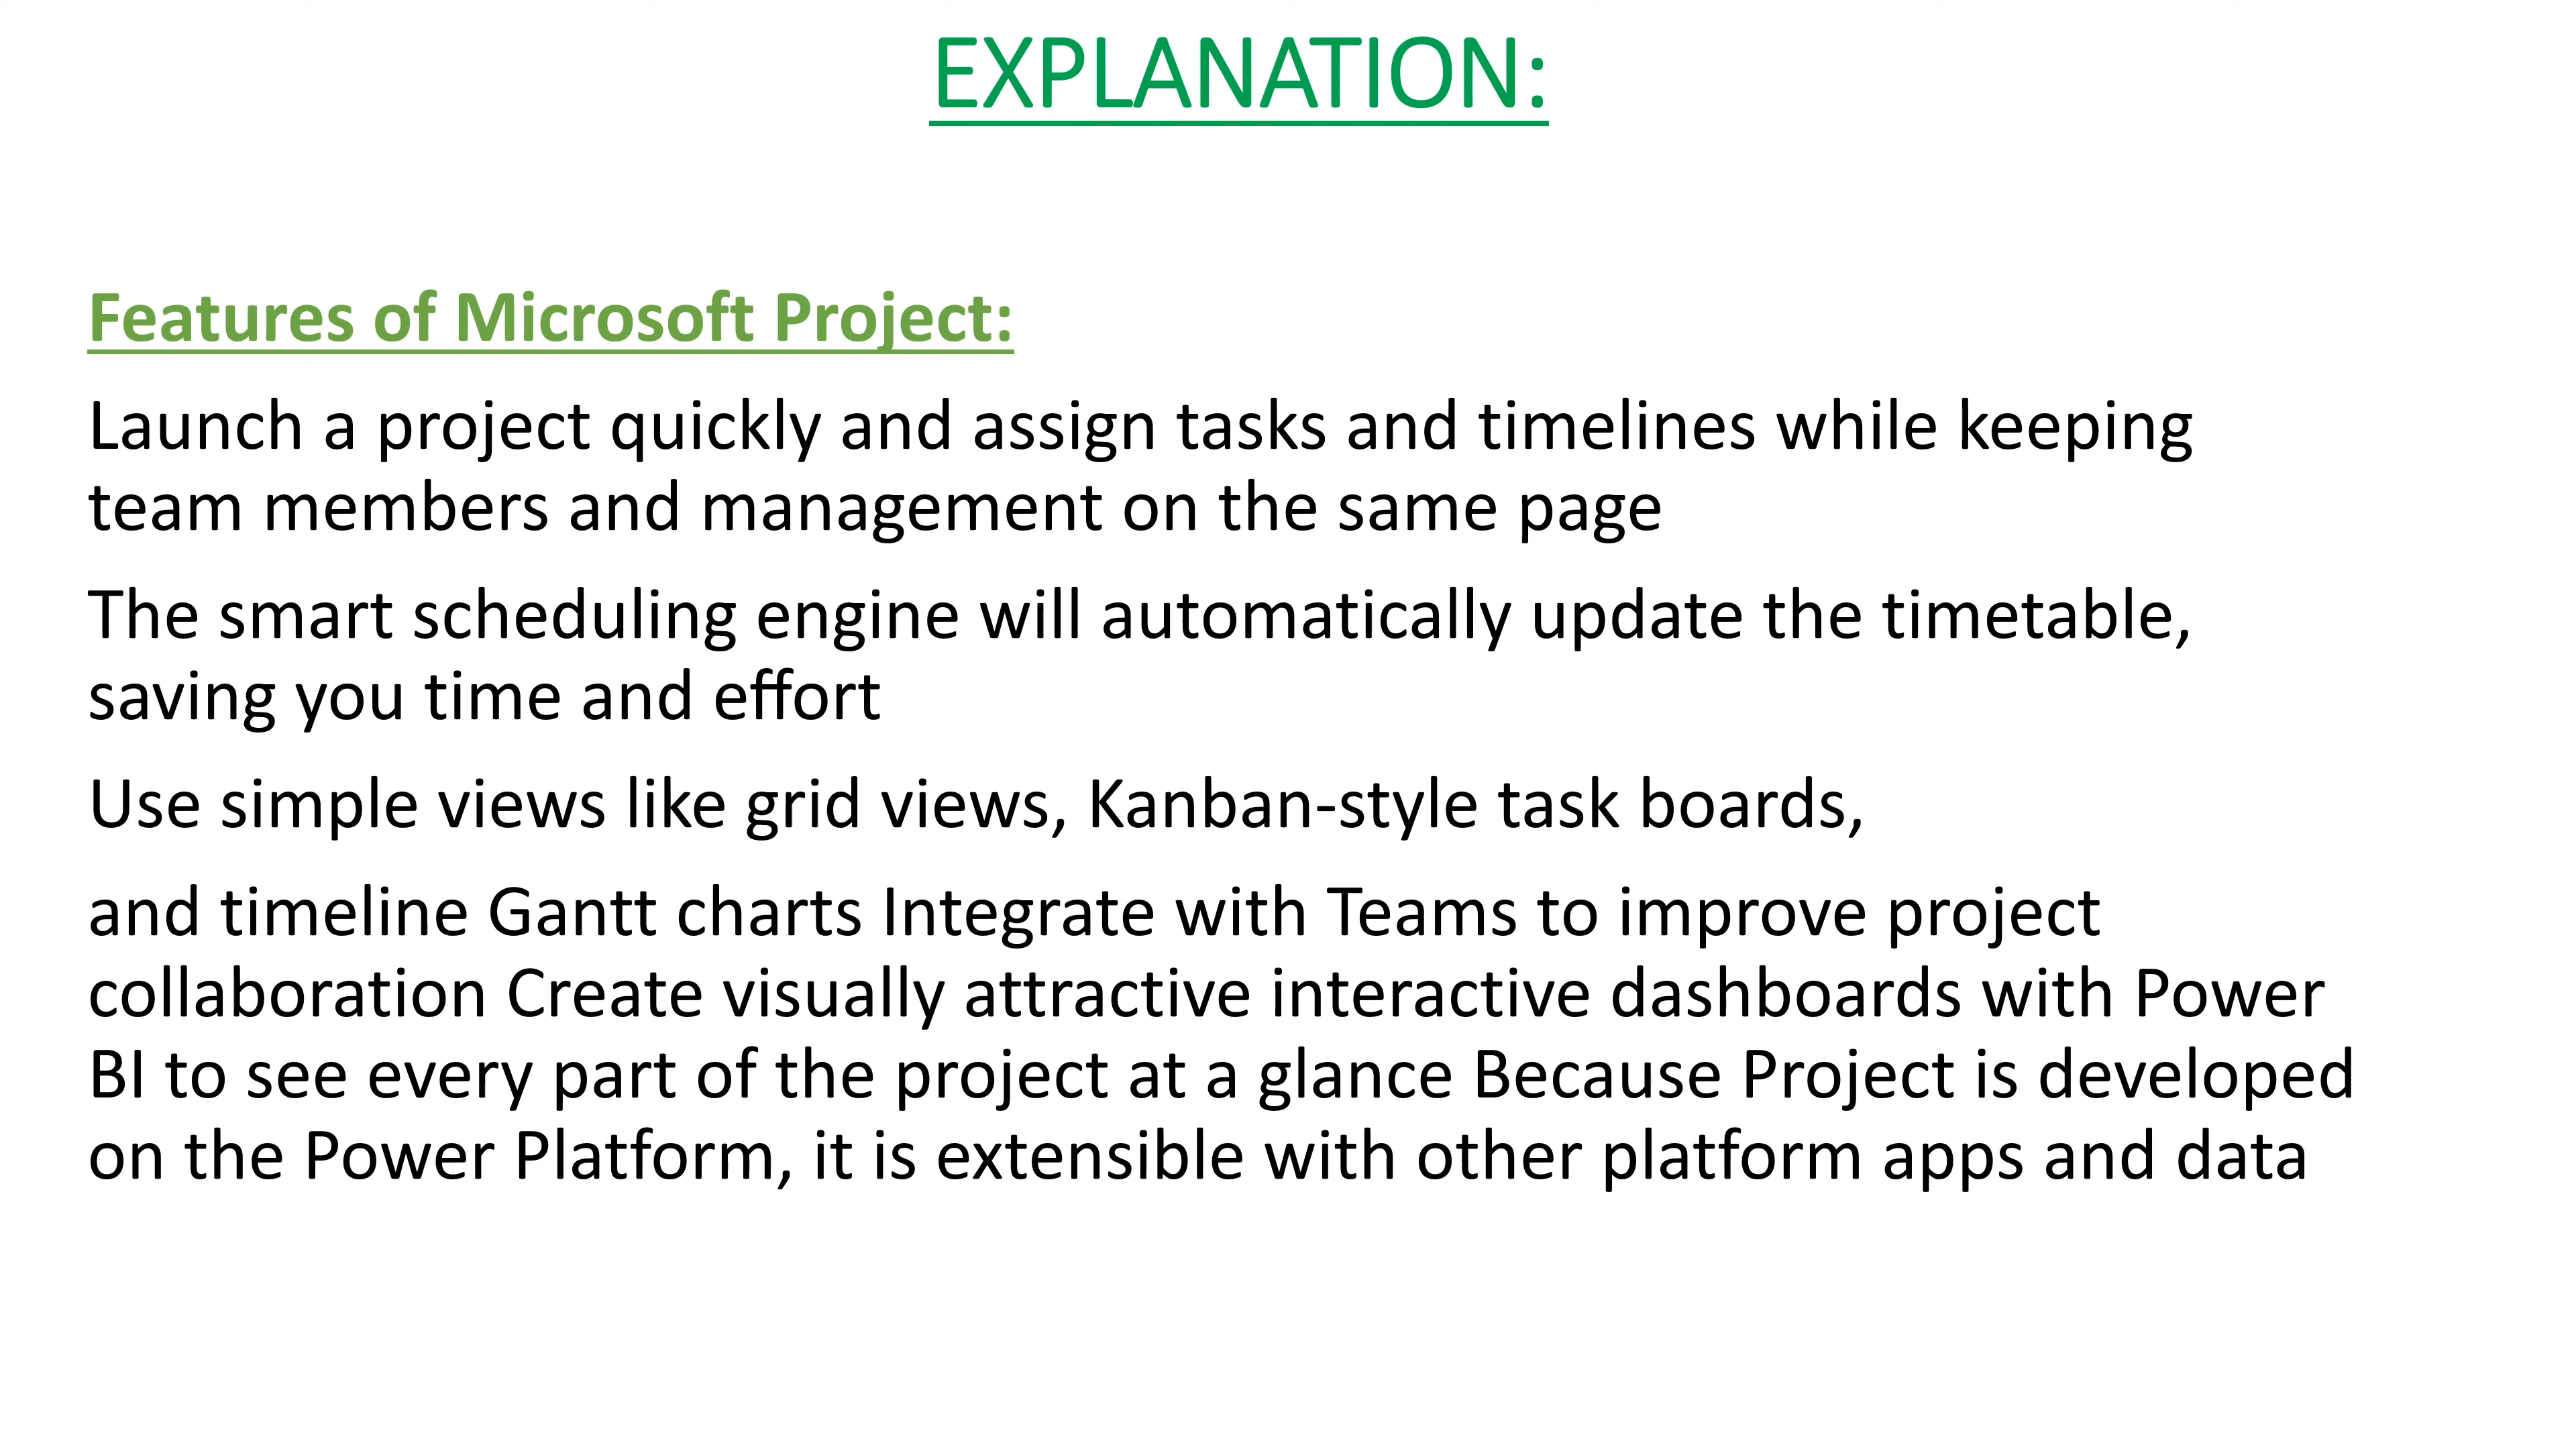 EXPLANATION:
Features of Microsoft Project:
Launch a project quickly and assign tasks and timelines while keeping
team members and management on the same page
The smart scheduling engine will automatically update the timetable,
saving you time and effort
Use simple views like grid views, Kanban-style task boards,
and timeline Gantt charts Integrate with Teams to improve project
collaboration Create visually attractive interactive dashboards with Power
BI to see every part of the project at a glance Because Project is developed
on the Power Platform, it is extensible with other platform apps and data